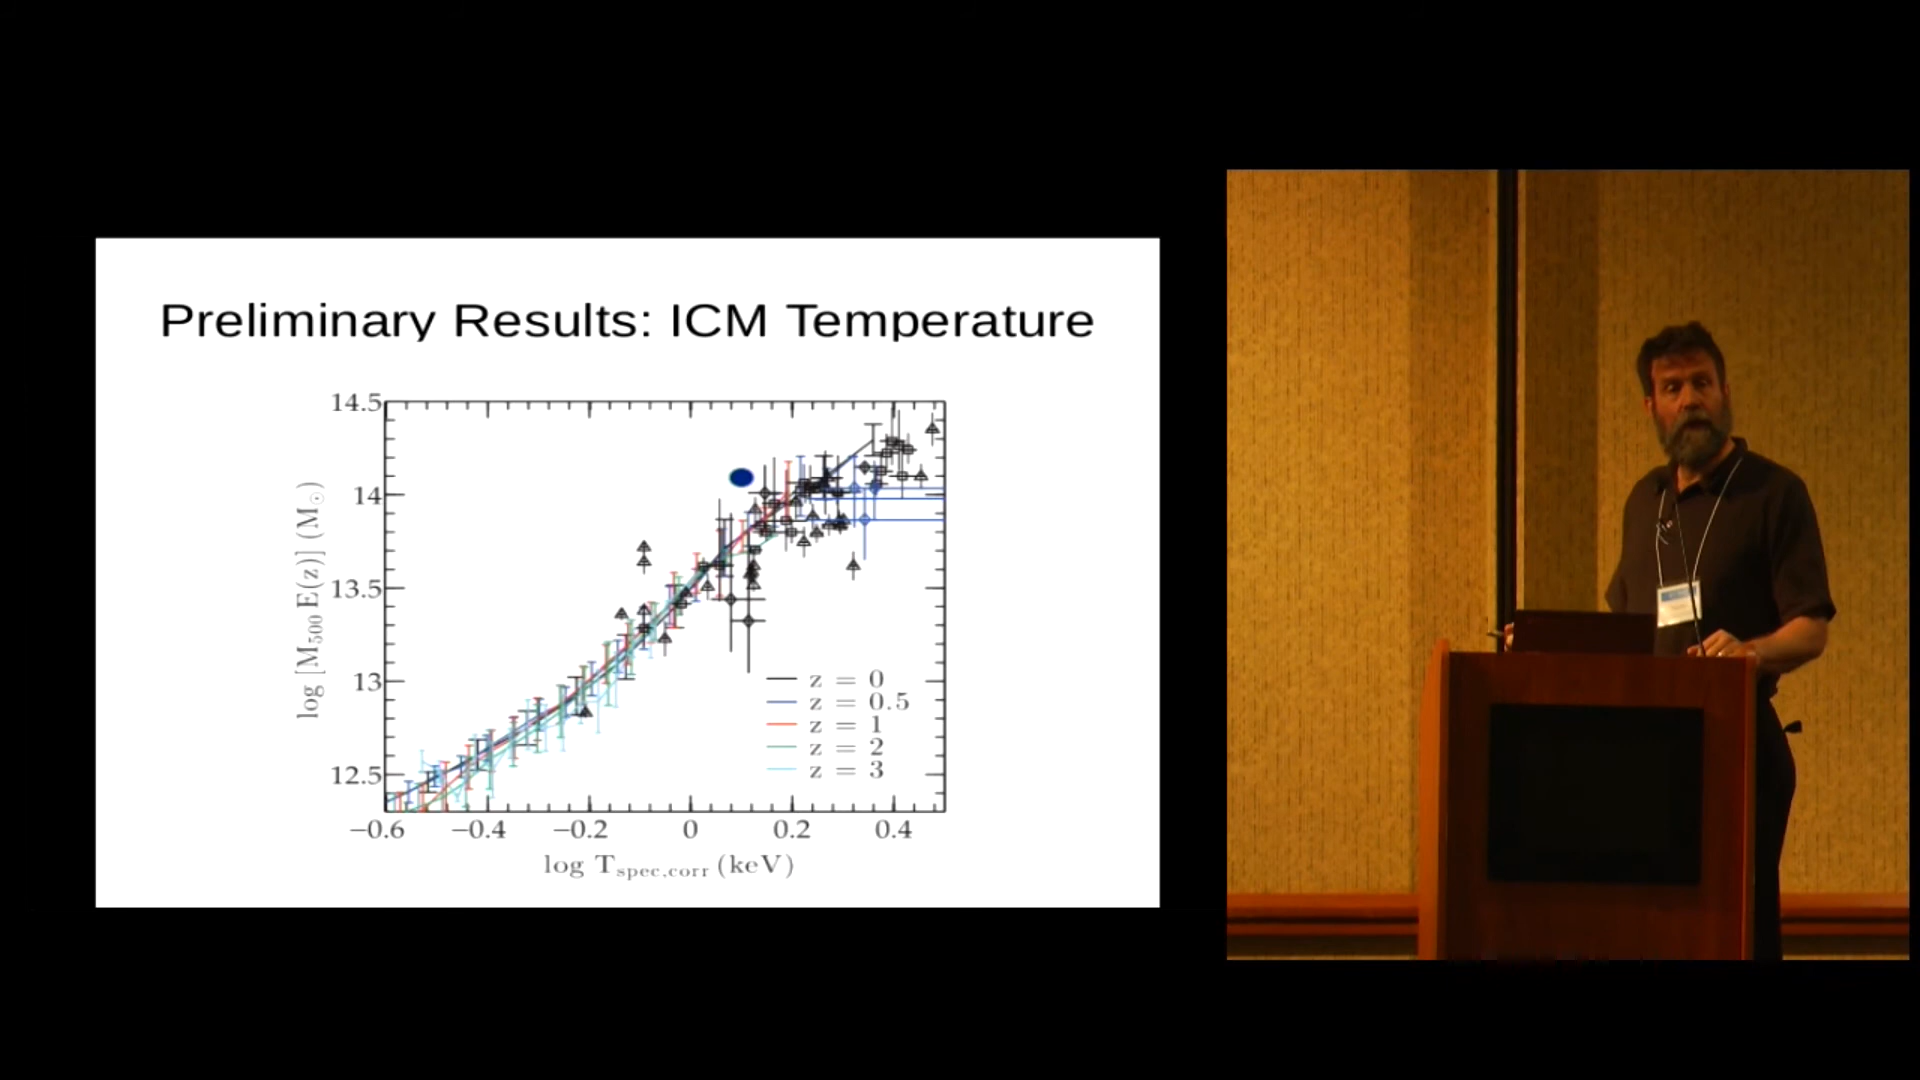 Preliminary Results: ICM Temperature
14.5
14
13.5
13
12.5
log [M500 E(z)] (M☉)
z = 0
z = 0.5
z = 1
z = 2
z = 3
−0.6 −0.4 −0.2 0 0.2 0.4
log Tspec,corr (keV)